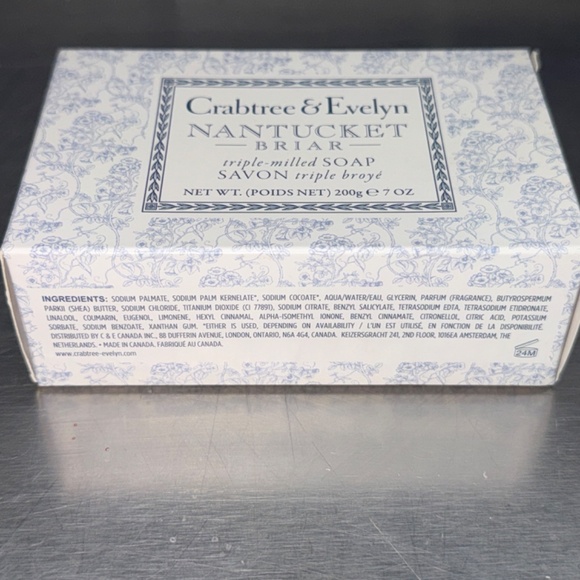 Crabtree & Evelyn
NANTUCKET
BRIAR
triple-milled SOAP
SAVON triple broyé
NET WT. (POIDS NET) 200g ℮ 7 OZ
INGREDIENTS: SODIUM PALMATE, SODIUM PALM KERNELATE*, SODIUM COCOATE*, AQUA/WATER/EAU, GLYCERIN, PARFUM (FRAGRANCE), BUTYROSPERMUM
PARKII (SHEA) BUTTER, SODIUM CHLORIDE, TITANIUM DIOXIDE (CI 77891), SODIUM CITRATE, BENZYL SALICYLATE, TETRASODIUM EDTA, TETRASODIUM ETIDRONATE,
LINALOOL, COUMARIN, EUGENOL, LIMONENE, HEXYL CINNAMAL, ALPHA-ISOMETHYL IONONE, BENZYL CINNAMATE, CITRONELLOL, CITRIC ACID, POTASSIUM
SORBATE, SODIUM BENZOATE, XANTHAN GUM. *EITHER IS USED, DEPENDING ON AVAILABILITY / L'UN EST UTILISÉ, EN FONCTION DE LA DISPONIBILITÉ.
DISTRIBUTED BY C & E CANADA INC., 88 DUFFERIN AVENUE, LONDON, ONTARIO, N6A 4G4, CANADA. KEIZERSGRACHT 241, 2ND FLOOR, 1016EA AMSTERDAM, THE
NETHERLANDS. • MADE IN CANADA. FABRIQUÉ AU CANADA.
www.crabtree-evelyn.com
24M